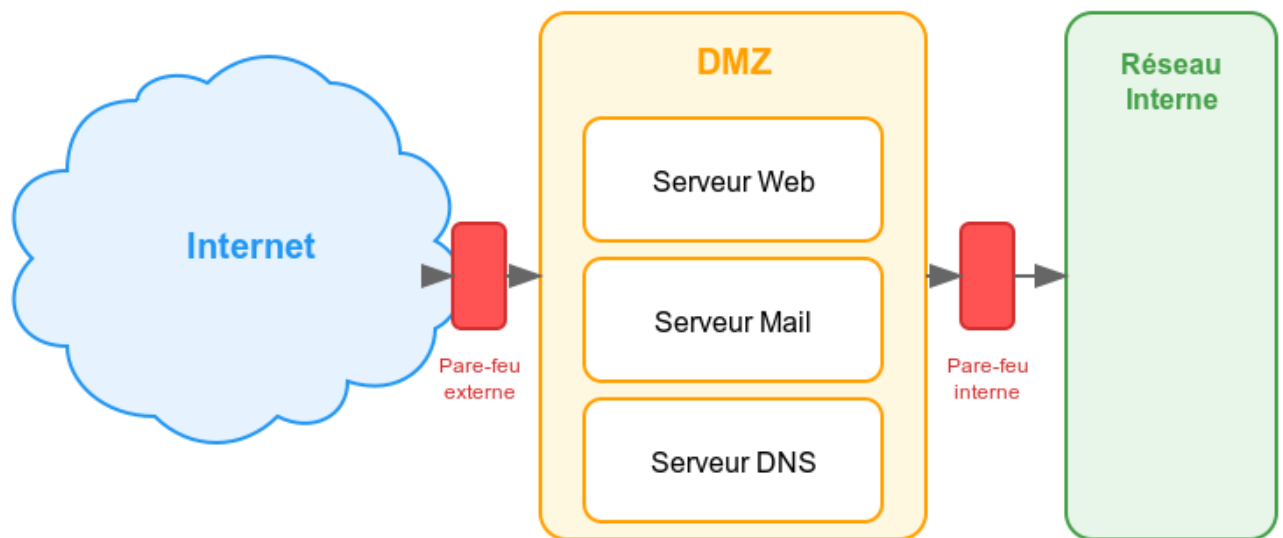 Internet
Pare-feu
externe
DMZ
Serveur Web
Serveur Mail
Serveur DNS
Pare-feu
interne
Réseau
Interne